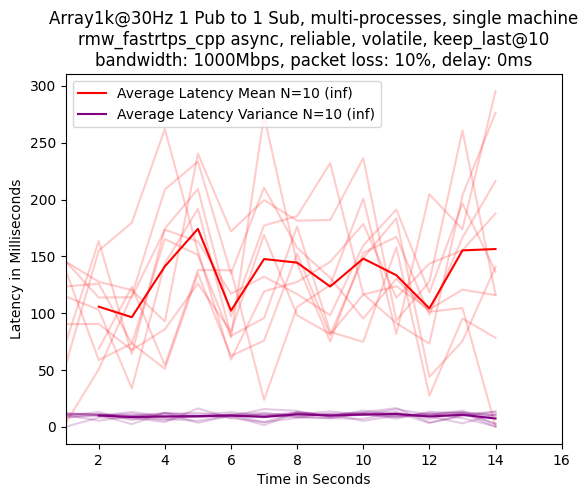 Array1k@30Hz 1 Pub to 1 Sub, multi-processes, single machine
rmw_fastrtps_cpp async, reliable, volatile, keep_last@10
bandwidth: 1000Mbps, packet loss: 10%, delay: 0ms
Average Latency Mean N=10 (inf)
Average Latency Variance N=10 (inf)
Latency in Milliseconds
300
250
200
150
100
50
0
2 4 6 8 10 12 14 16
Time in Seconds